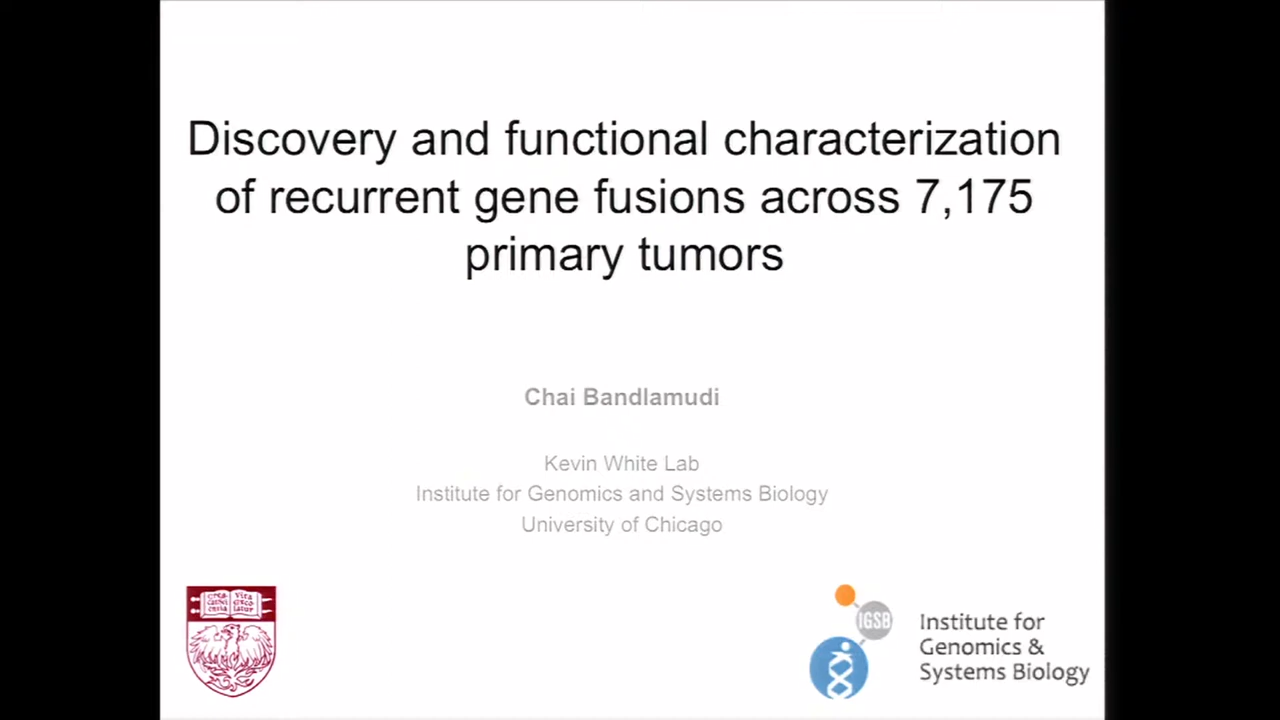 Discovery and functional characterization
of recurrent gene fusions across 7,175
primary tumors
Chai Bandlamudi
Kevin White Lab
Institute for Genomics and Systems Biology
University of Chicago
IGSB
Institute for
Genomics &
Systems Biology